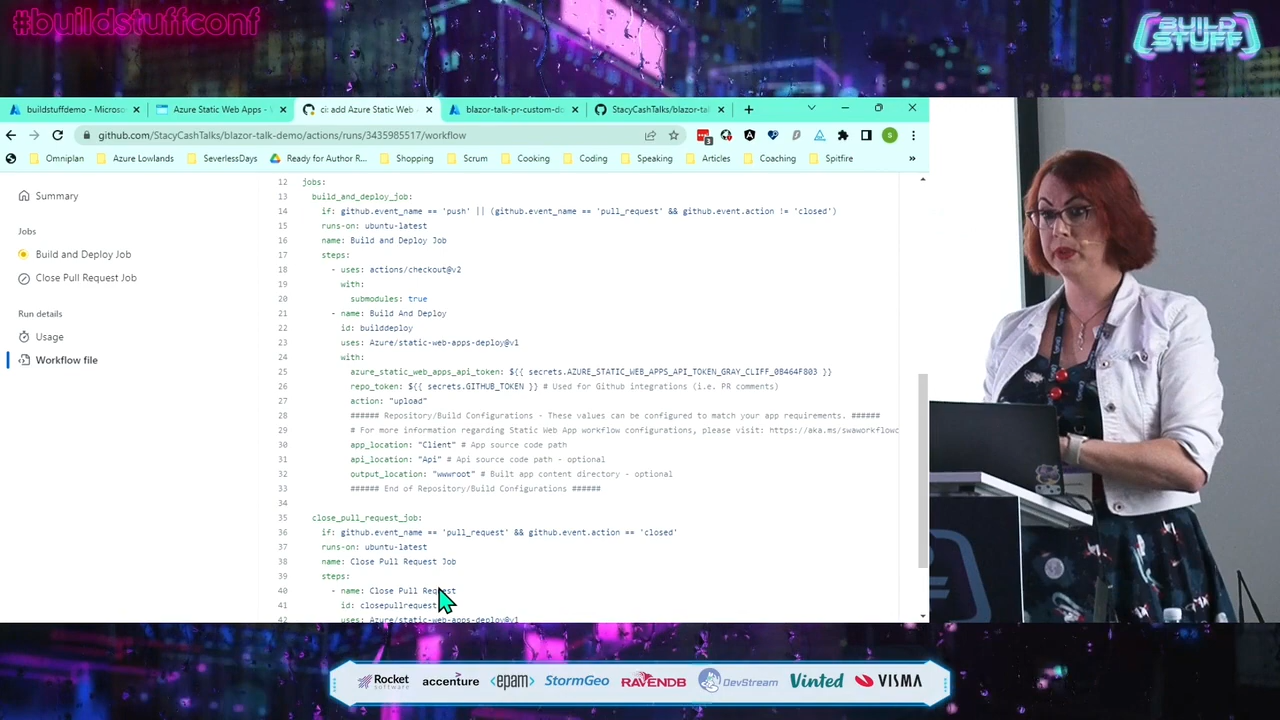 #buildstuffconf
BUILD STUFF
buildstuffdemo - Microso
Azure Static Web Apps -
ci: add Azure Static Web
blazor-talk-pr-custom-do
StacyCashTalks/blazor-tal
github.com/StacyCashTalks/blazor-talk-demo/actions/runs/3435985517/workflow
3
S
Omniplan
Azure Lowlands
SeverlessDays
Ready for Author R...
Shopping
Scrum
Cooking
Coding
Speaking
Articles
Coaching
Spitfire
»
Summary
Jobs
Build and Deploy Job
Close Pull Request Job
Run details
Usage
Workflow file
12 jobs:
13 build_and_deploy_job:
14 if: github.event_name == 'push' || (github.event_name == 'pull_request' && github.event.action != 'closed')
15 runs-on: ubuntu-latest
16 name: Build and Deploy Job
17 steps:
18 - uses: actions/checkout@v2
19 with:
20 submodules: true
21 - name: Build And Deploy
22 id: builddeploy
23 uses: Azure/static-web-apps-deploy@v1
24 with:
25 azure_static_web_apps_api_token: ${{ secrets.AZURE_STATIC_WEB_APPS_API_TOKEN_GRAY_CLIFF_0B464F803 }}
26 repo_token: ${{ secrets.GITHUB_TOKEN }} # Used for Github integrations (i.e. PR comments)
27 action: "upload"
28 ###### Repository/Build Configurations - These values can be configured to match your app requirements. ######
29 # For more information regarding Static Web App workflow configurations, please visit: https://aka.ms/swaworkflowc
30 app_location: "Client" # App source code path
31 api_location: "Api" # Api source code path - optional
32 output_location: "wwwroot" # Built app content directory - optional
33 ###### End of Repository/Build Configurations ######
34
35 close_pull_request_job:
36 if: github.event_name == 'pull_request' && github.event.action == 'closed'
37 runs-on: ubuntu-latest
38 name: Close Pull Request Job
39 steps:
40 - name: Close Pull Request
41 id: closepullrequest
42 uses: Azure/static-web-apps-deploy@v1
Rocket software
accenture
<epam>
StormGeo
RAVENDB
DevStream
Vinted
VISMA